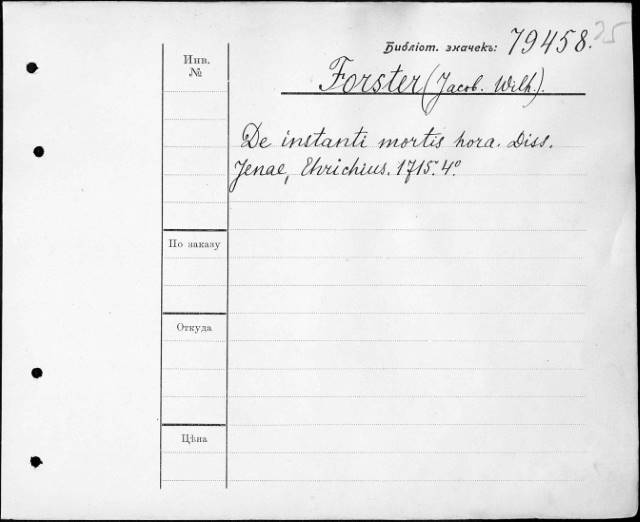 Библіот. значекъ: 79458.
25
Инв.
№
Forster (Jacob. Wilh.).
De instanti mortis hora. Diss.
Jenae, Ehrichius. 1715. 4º.
По заказу
Откуда
Цѣна